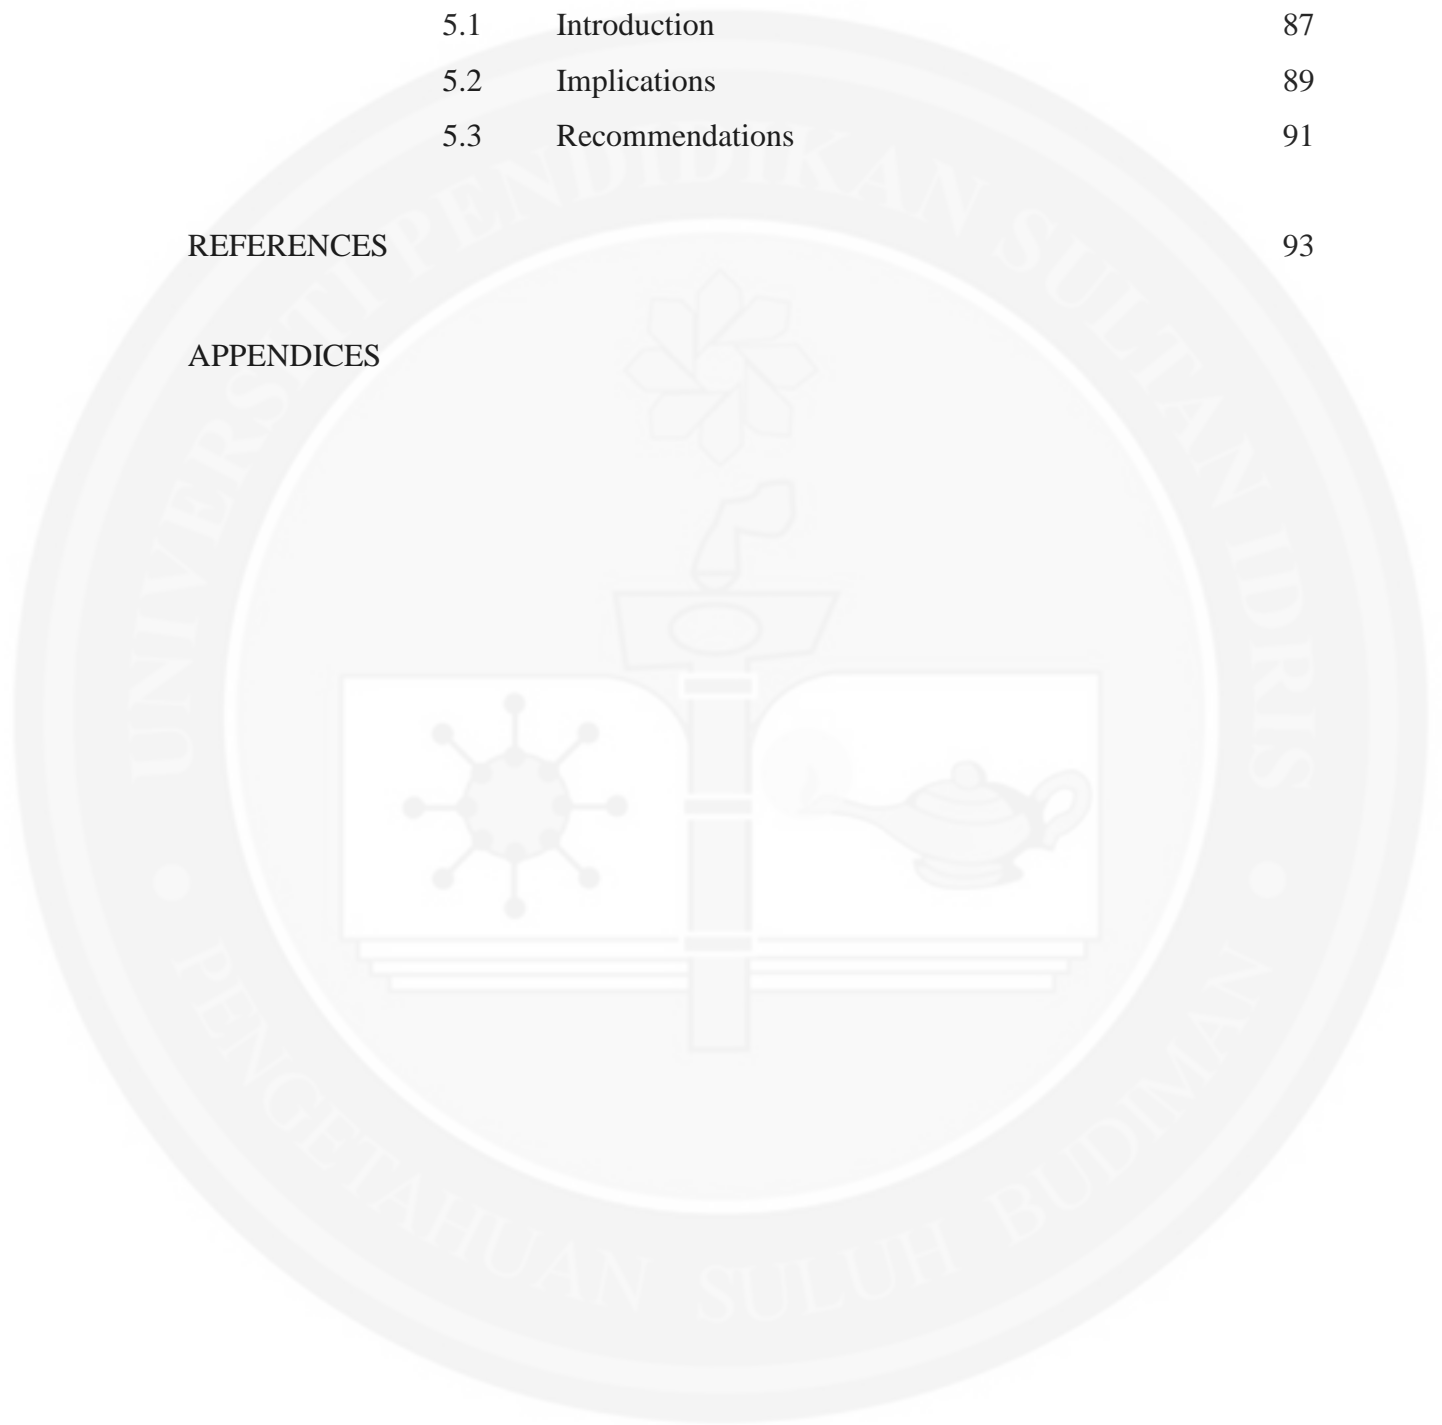 5.1 Introduction 87
5.2 Implications 89
5.3 Recommendations 91
REFERENCES 93
APPENDICES
UNIVERSITI PENDIDIKAN SULTAN IDRIS
PENGETAHUAN SULUH BUDIMAN